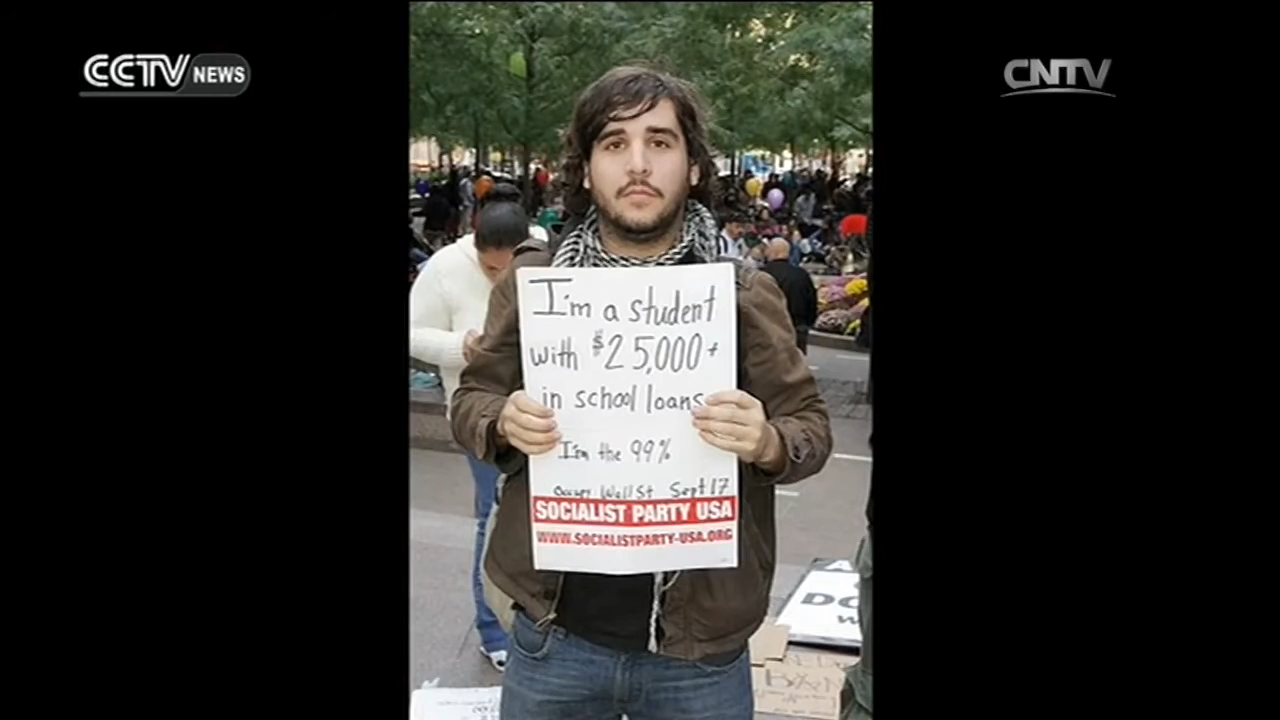 CCTV NEWS
CNTV
I'm a student
with $25,000+
in school loans
I'm the 99%
Occupy Wall St Sept 17
SOCIALIST PARTY USA
WWW.SOCIALISTPARTY-USA.ORG
DO